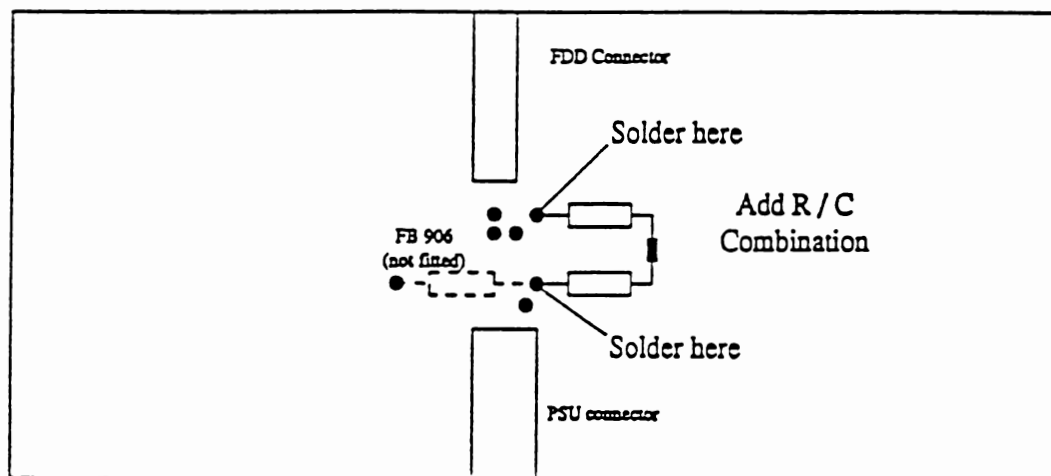 FDD Connector
Solder here
Add R / C
Combination
FB 906
(not fitted)
Solder here
PSU connector